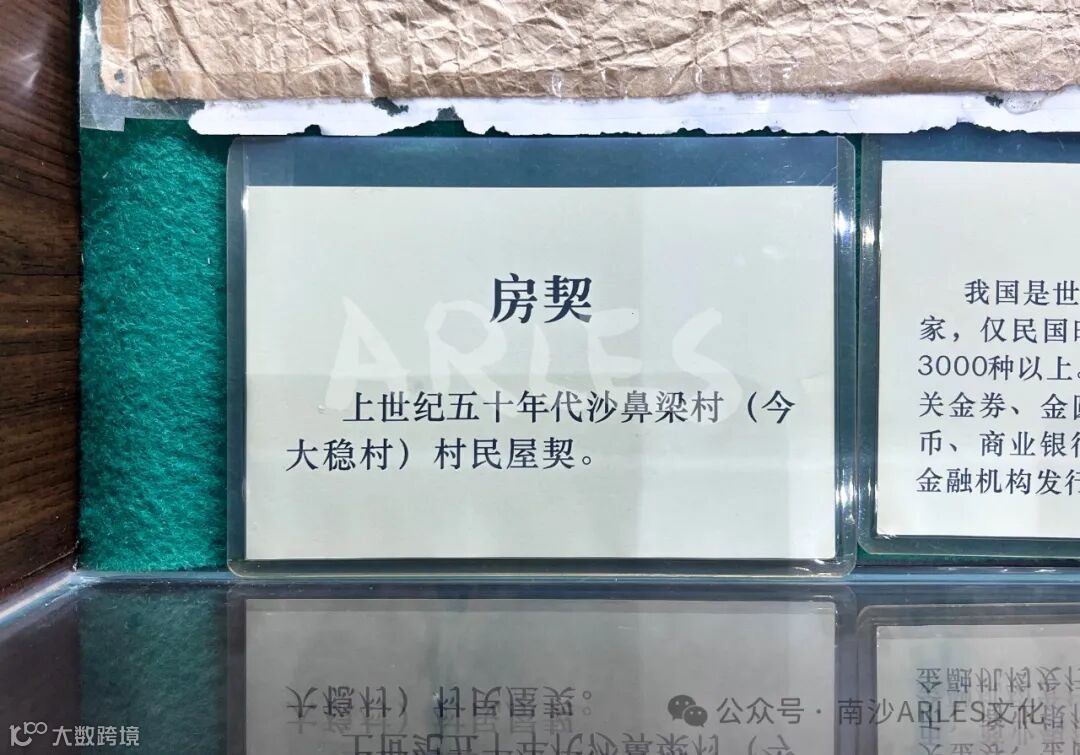 房契
上世纪五十年代沙鼻梁村（今
大稳村）村民屋契。
我国是世
家，仅民国
3000种以上
关金券、金
币、商业银
金融机构发行
ARLES
公众号·南沙ARLES文化
大数跨境